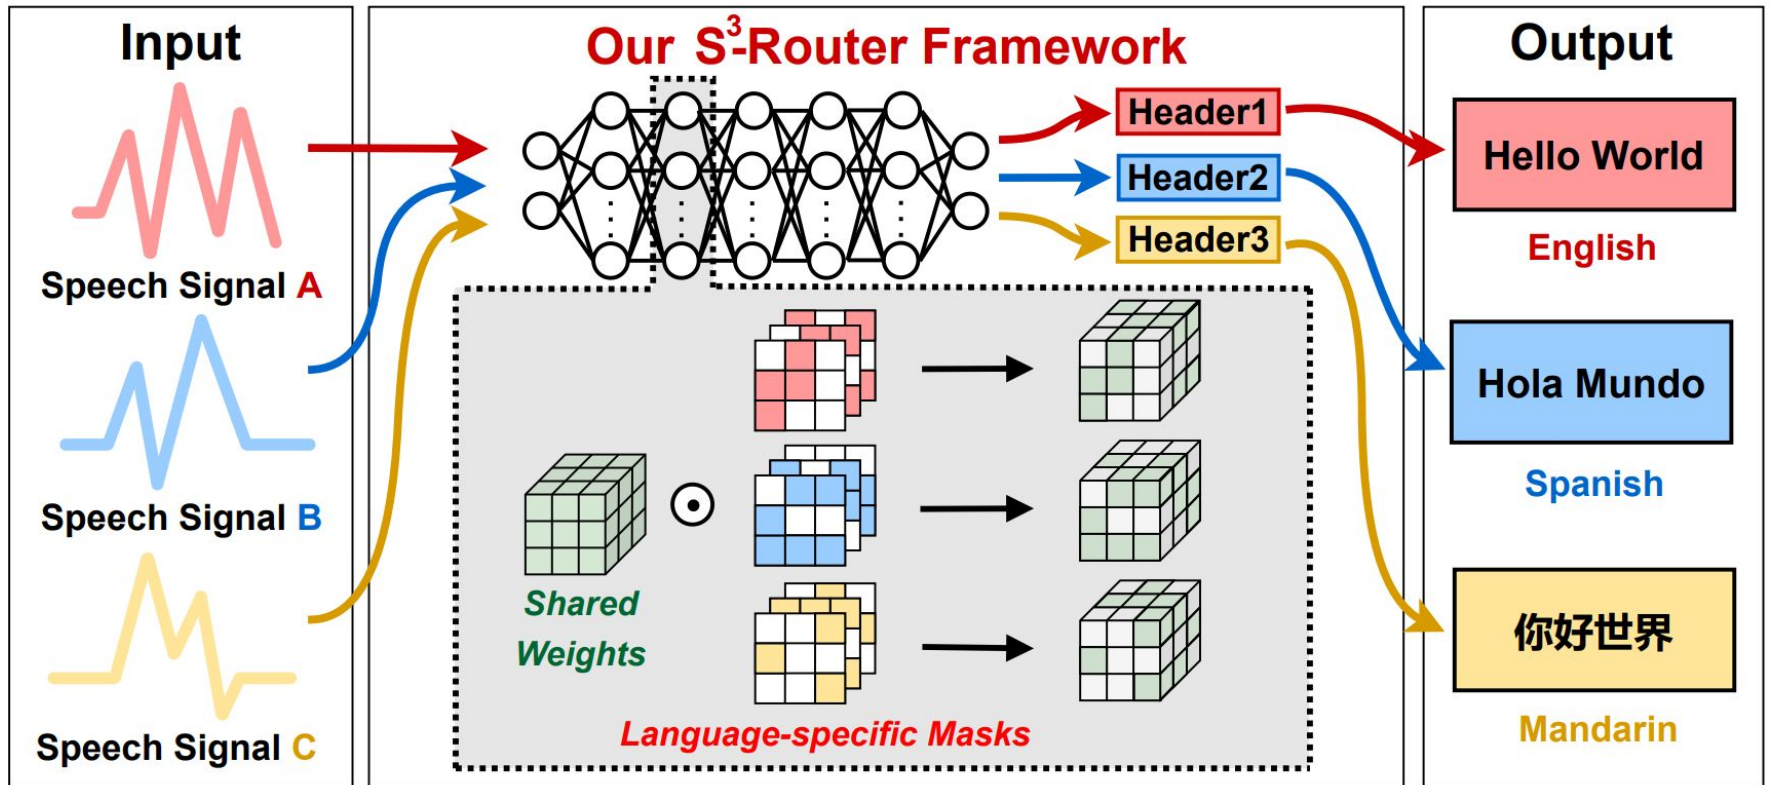 Input
Our S³-Router Framework
Output
Speech Signal A
Speech Signal B
Speech Signal C
Header1
Header2
Header3
Shared
Weights
Language-specific Masks
Hello World
English
Hola Mundo
Spanish
你好世界
Mandarin